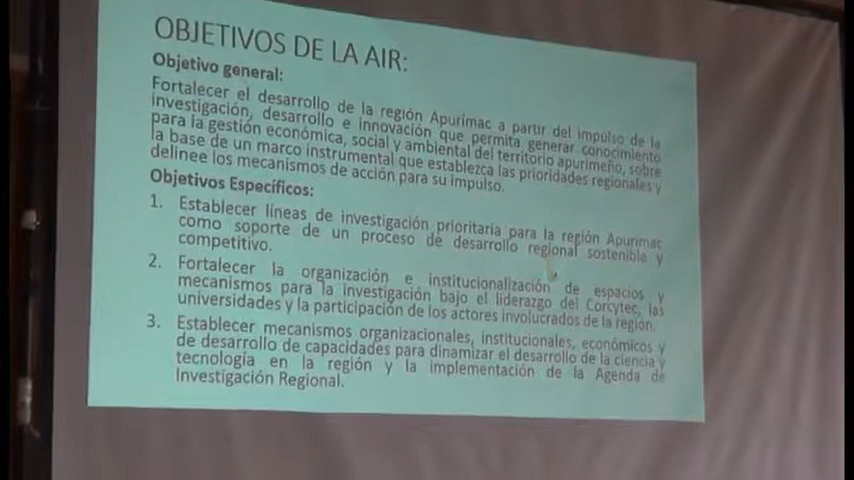 OBJETIVOS DE LA AIR:
Objetivo general:
Fortalecer el desarrollo de la región Apurimac a partir del impulso de la
investigación, desarrollo e innovación que permita generar conocimiento
para la gestión económica, social y ambiental del territorio apurimeño, sobre
la base de un marco instrumental que establezca las prioridades regionales y
delinee los mecanismos de acción para su impulso.
Objetivos Específicos:
1. Establecer líneas de investigación prioritaria para la región Apurimac
como soporte de un proceso de desarrollo regional sostenible y
competitivo.
2. Fortalecer la organización e institucionalización de espacios y
mecanismos para la investigación bajo el liderazgo del Corcytec, las
universidades y la participación de los actores involucrados de la región.
3. Establecer mecanismos organizacionales, institucionales, económicos y
de desarrollo de capacidades para dinamizar el desarrollo de la ciencia y
tecnología en la región y la implementación de la Agenda de
Investigación Regional.